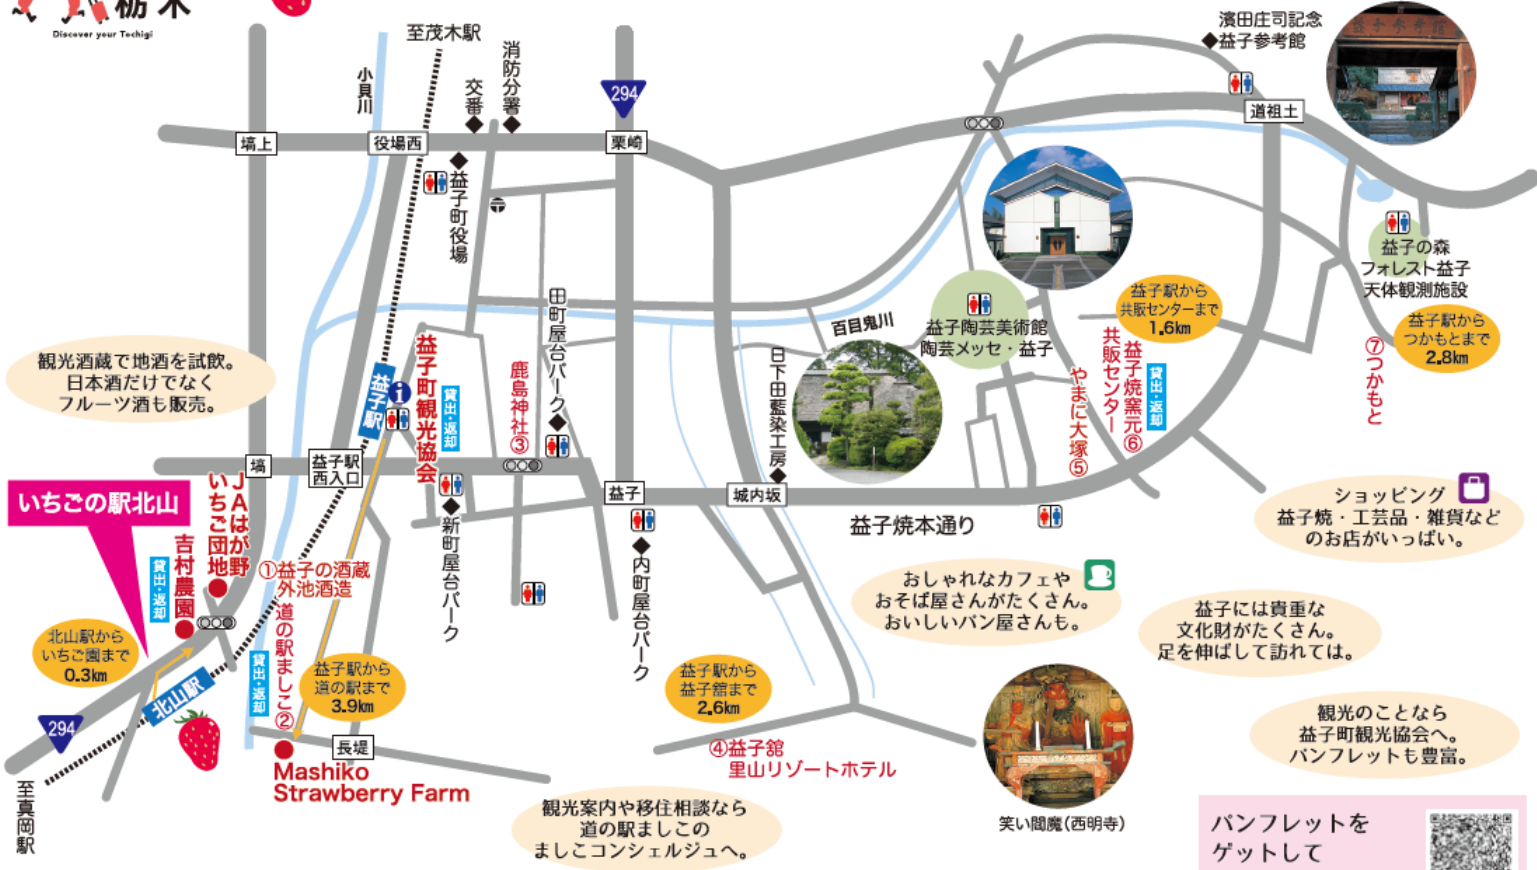 栃木
Discover your Tochigi
至茂木駅
小貝川
交番
消防分署
294
濱田庄司記念
益子参考館
益子参考館
塙上
役場西
栗崎
道祖土
益子町役場
益子の森
フォレスト益子
天体観測施設
田町屋台パーク
百目鬼川
益子陶芸美術館
陶芸メッセ・益子
益子駅から
共販センターまで
1.6km
益子駅から
つかもとまで
2.8km
観光酒蔵で地酒を試飲。
日本酒だけでなく
フルーツ酒も販売。
益子駅
i
益子町観光協会
貸出・返却
鹿島神社③
日下田藍染工房
やまに大塚⑤
益子焼窯元⑥
共販センター
貸出・返却
⑦つかもと
塙
益子駅
西入口
益子
城内坂
益子焼本通り
いちごの駅北山
JAはが野
いちご団地
吉村農園
貸出・返却
①益子の酒蔵
外池酒造
新町屋台パーク
内町屋台パーク
ショッピング
益子焼・工芸品・雑貨など
のお店がいっぱい。
おしゃれなカフェや
おそば屋さんがたくさん。
おいしいパン屋さんも。
益子には貴重な
文化財がたくさん。
足を伸ばして訪れては。
北山駅から
いちご園まで
0.3km
道の駅ましこ②
貸出・返却
益子駅から
道の駅まで
3.9km
益子駅から
益子舘まで
2.6km
北山駅
294
長堤
④益子舘
里山リゾートホテル
観光のことなら
益子町観光協会へ。
パンフレットも豊富。
Mashiko
Strawberry Farm
至真岡駅
観光案内や移住相談なら
道の駅ましこの
ましこコンシェルジュへ。
笑い閻魔(西明寺)
パンフレットを
ゲットして